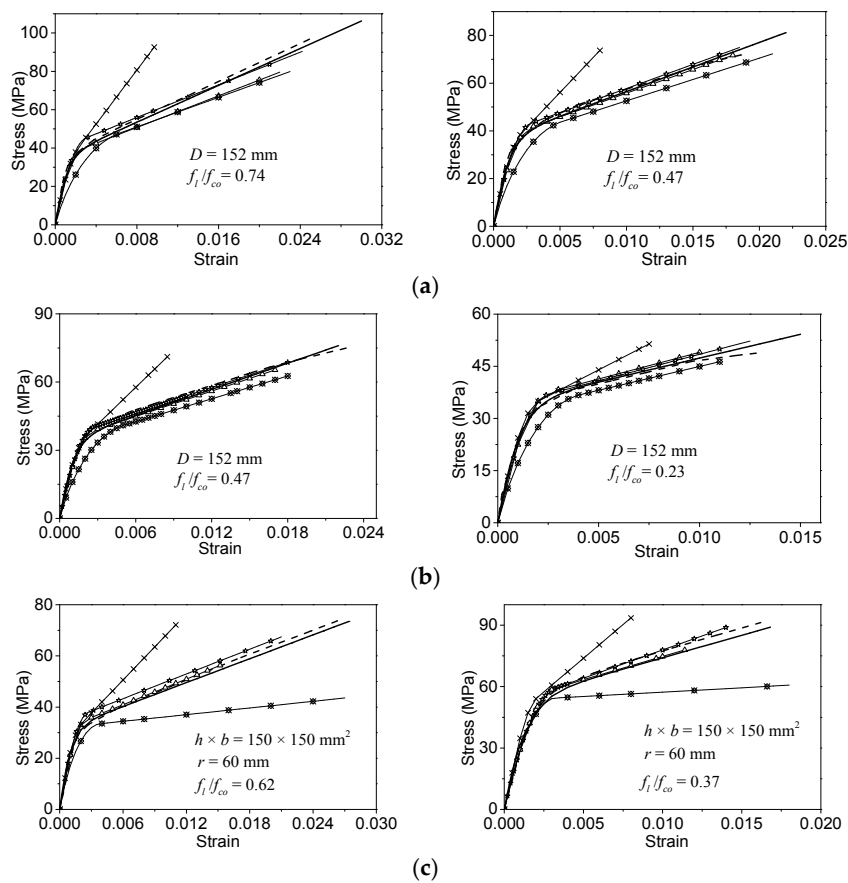 100
80
60
40
20
0
Stress (MPa)
0.000 0.008 0.016 0.024 0.032
Strain
D = 152 mm
f_l/f_co = 0.74
80
60
40
20
0
Stress (MPa)
0.000 0.005 0.010 0.015 0.020 0.025
Strain
D = 152 mm
f_l/f_co = 0.47
(a)
90
60
30
0
Stress (MPa)
0.000 0.006 0.012 0.018 0.024
Strain
D = 152 mm
f_l/f_co = 0.47
60
45
30
15
0
Stress (MPa)
0.000 0.005 0.010 0.015
Strain
D = 152 mm
f_l/f_co = 0.23
(b)
80
60
40
20
0
Stress (MPa)
0.000 0.006 0.012 0.018 0.024 0.030
Strain
h × b = 150 × 150 mm²
r = 60 mm
f_l/f_co = 0.62
90
60
30
0
Stress (MPa)
0.000 0.005 0.010 0.015 0.020
Strain
h × b = 150 × 150 mm²
r = 60 mm
f_l/f_co = 0.37
(c)